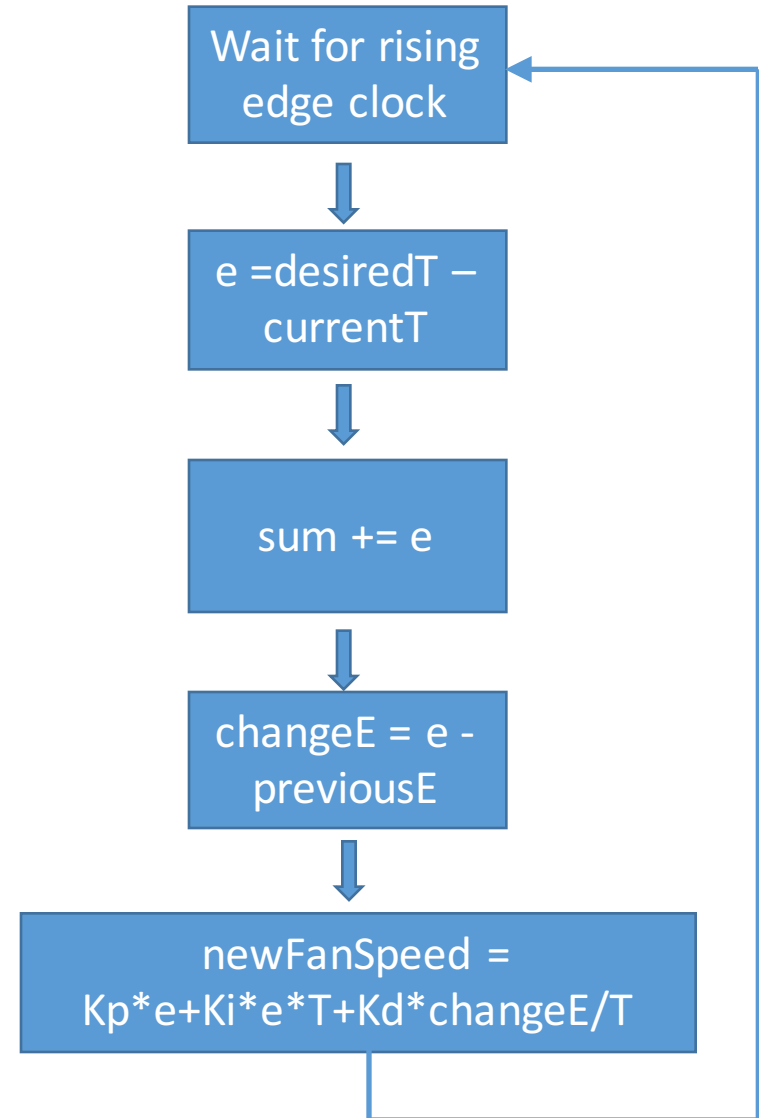 Wait for rising
edge clock
e =desiredT –
currentT
sum += e
changeE = e -
previousE
newFanSpeed =
Kp*e+Ki*e*T+Kd*changeE/T